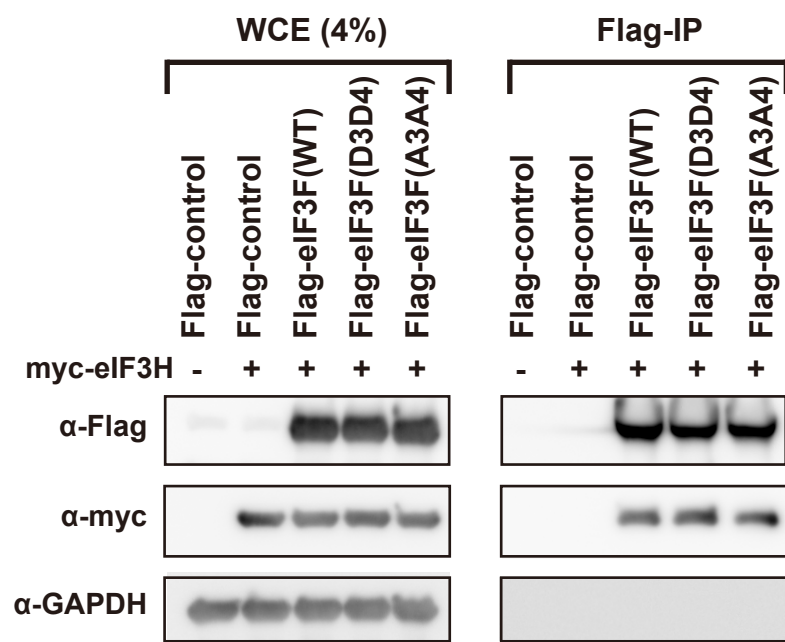 WCE (4%)
Flag-IP
Flag-control
Flag-control
Flag-eIF3F(WT)
Flag-eIF3F(D3D4)
Flag-eIF3F(A3A4)
Flag-control
Flag-control
Flag-eIF3F(WT)
Flag-eIF3F(D3D4)
Flag-eIF3F(A3A4)
myc-eIF3H - + + + + - + + + +
α-Flag
α-myc
α-GAPDH